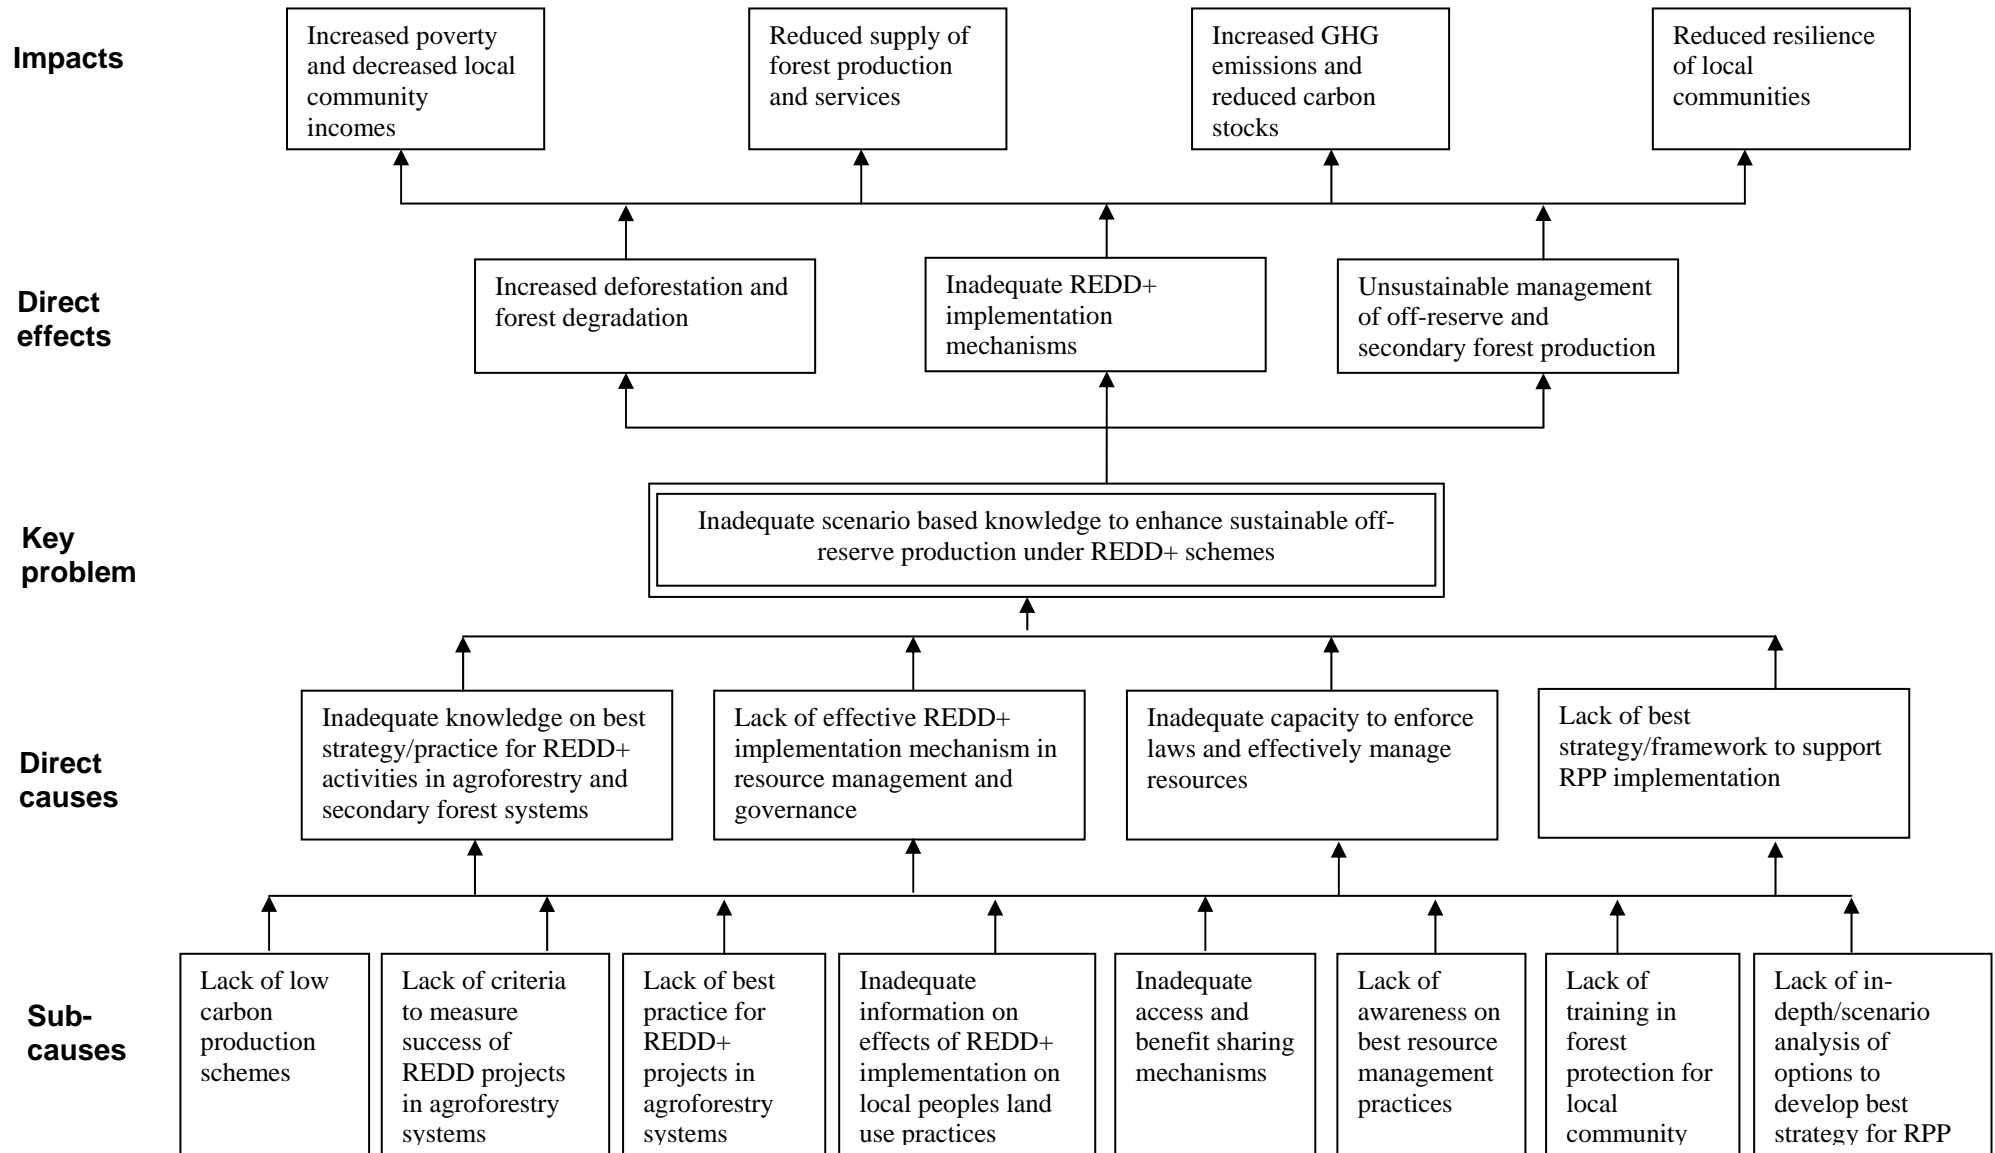 Impacts
Increased poverty
and decreased local
community
incomes
Reduced supply of
forest production
and services
Increased GHG
emissions and
reduced carbon
stocks
Reduced resilience
of local
communities
Direct
effects
Increased deforestation and
forest degradation
Inadequate REDD+
implementation
mechanisms
Unsustainable management
of off-reserve and
secondary forest production
Key
problem
Inadequate scenario based knowledge to enhance sustainable off-
reserve production under REDD+ schemes
Direct
causes
Inadequate knowledge on best
strategy/practice for REDD+
activities in agroforestry and
secondary forest systems
Lack of effective REDD+
implementation mechanism in
resource management and
governance
Inadequate capacity to enforce
laws and effectively manage
resources
Lack of best
strategy/framework to support
RPP implementation
Sub-
causes
Lack of low
carbon
production
schemes
Lack of criteria
to measure
success of
REDD projects
in agroforestry
systems
Lack of best
practice for
REDD+
projects in
agroforestry
systems
Inadequate
information on
effects of REDD+
implementation on
local peoples land
use practices
Inadequate
access and
benefit sharing
mechanisms
Lack of
awareness on
best resource
management
practices
Lack of
training in
forest
protection for
local
community
Lack of in-
depth/scenario
analysis of
options to
develop best
strategy for RPP